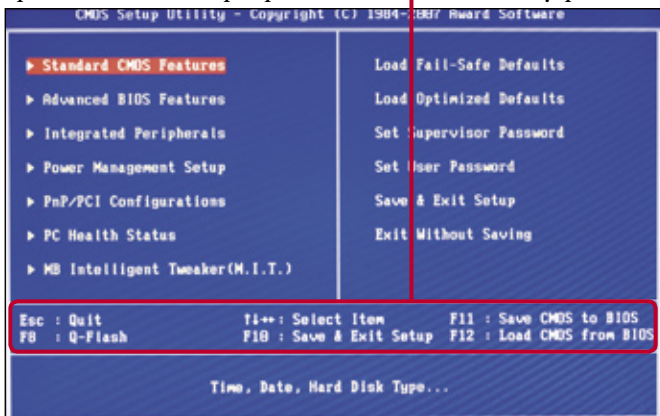 CMOS Setup Utility - Copyright (C) 1984-2007 Award Software
▶ Standard CMOS Features
▶ Advanced BIOS Features
▶ Integrated Peripherals
▶ Power Management Setup
▶ PnP/PCI Configurations
▶ PC Health Status
▶ MB Intelligent Tweaker(M.I.T.)
Load Fail-Safe Defaults
Load Optimized Defaults
Set Supervisor Password
Set User Password
Save & Exit Setup
Exit Without Saving
Esc : Quit ↑↓→←: Select Item F11 : Save CMOS to BIOS
F8 : Q-Flash F10 : Save & Exit Setup F12 : Load CMOS from BIOS
Time, Date, Hard Disk Type...